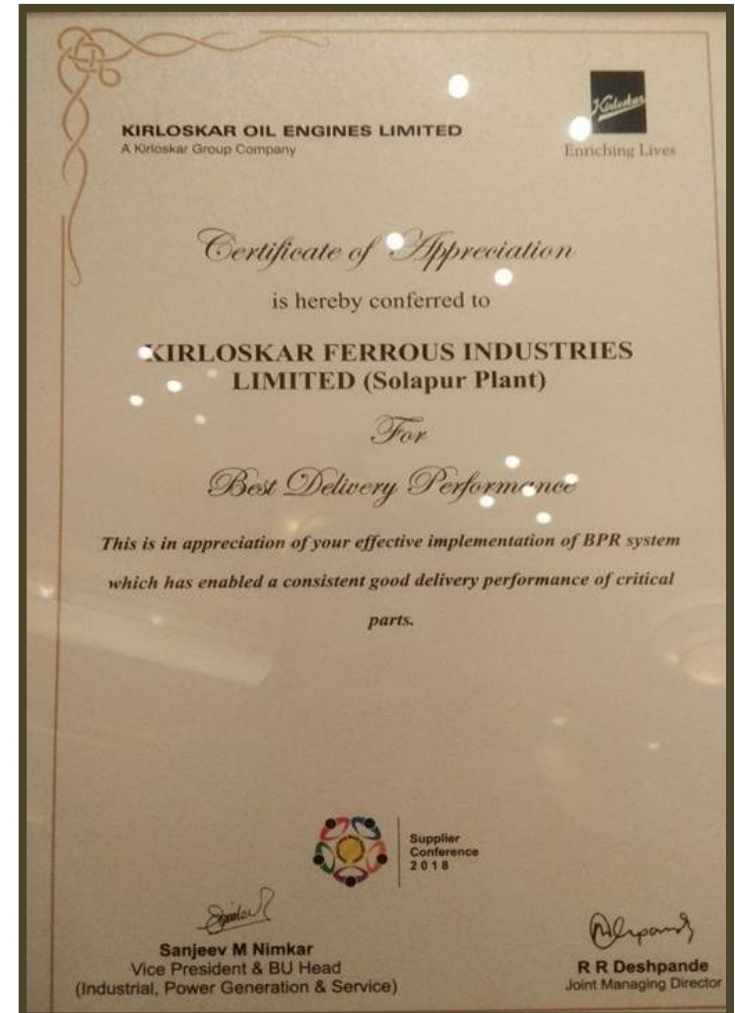 KIRLOSKAR OIL ENGINES LIMITED
A Kirloskar Group Company
Kirloskar
Enriching Lives
Certificate of Appreciation
is hereby conferred to
KIRLOSKAR FERROUS INDUSTRIES
LIMITED (Solapur Plant)
For
Best Delivery Performance
This is in appreciation of your effective implementation of BPR system
which has enabled a consistent good delivery performance of critical
parts.
Supplier
Conference
2018
Sanjeev M Nimkar
Vice President & BU Head
(Industrial, Power Generation & Service)
R R Deshpande
Joint Managing Director